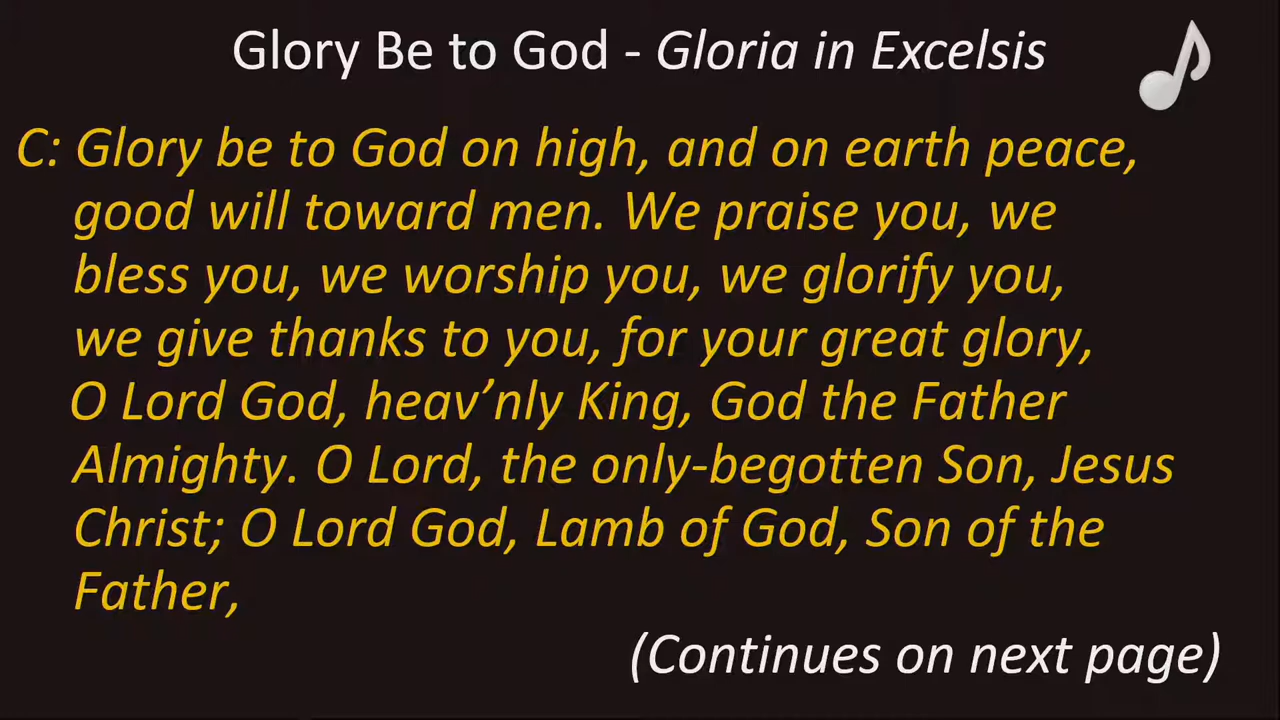 Glory Be to God - Gloria in Excelsis
C: Glory be to God on high, and on earth peace,
good will toward men. We praise you, we
bless you, we worship you, we glorify you,
we give thanks to you, for your great glory,
O Lord God, heav’nly King, God the Father
Almighty. O Lord, the only-begotten Son, Jesus
Christ; O Lord God, Lamb of God, Son of the
Father,
(Continues on next page)